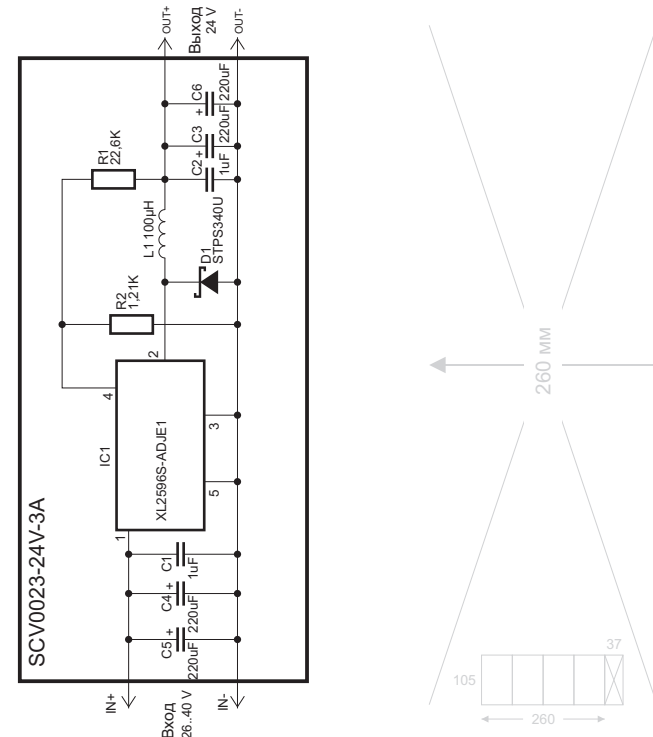 SCV0023-24V-3A
IN+
Вход
26..40 V
IN-
C5 +
220uF
C4 +
220uF
C1
1uF
1
IC1
XL2596S-ADJE1
4
2
3
5
R2
1,21K
D1
STPS340U
L1 100µH
R1
22,6K
C2
1uF
C3
+
220uF
C6
+
220uF
OUT+
Выход
24 V
OUT-
260 мм
37
105
260